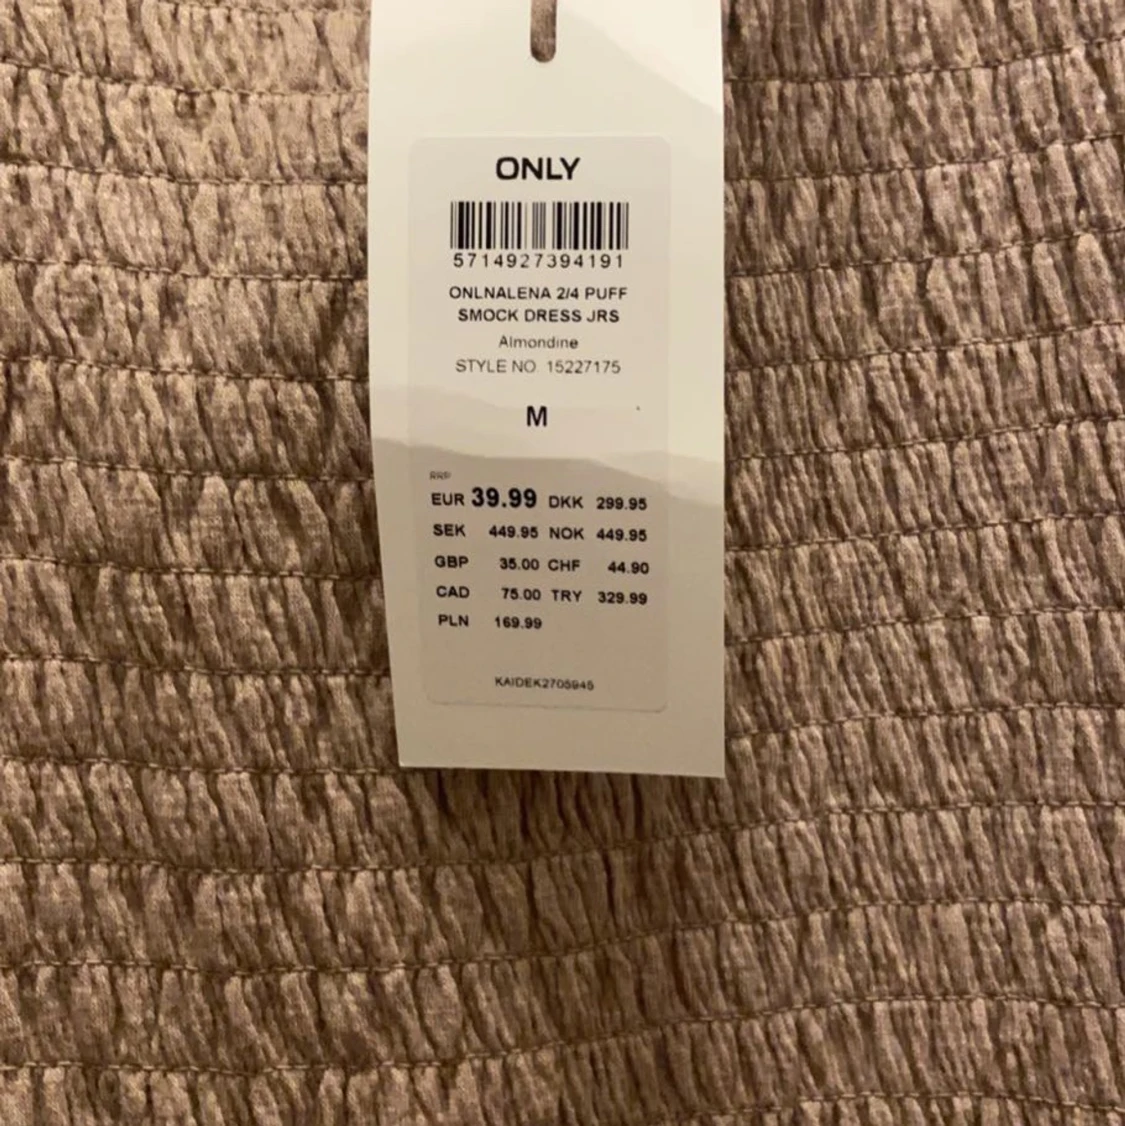 ONLY
5714927394191
ONLNALENA 2/4 PUFF
SMOCK DRESS JRS
Almondine
STYLE NO. 15227175
M
RRP
EUR 39.99 DKK 299.95
SEK 449.95 NOK 449.95
GBP 35.00 CHF 44.90
CAD 75.00 TRY 329.99
PLN 169.99
KAIDEK2705945